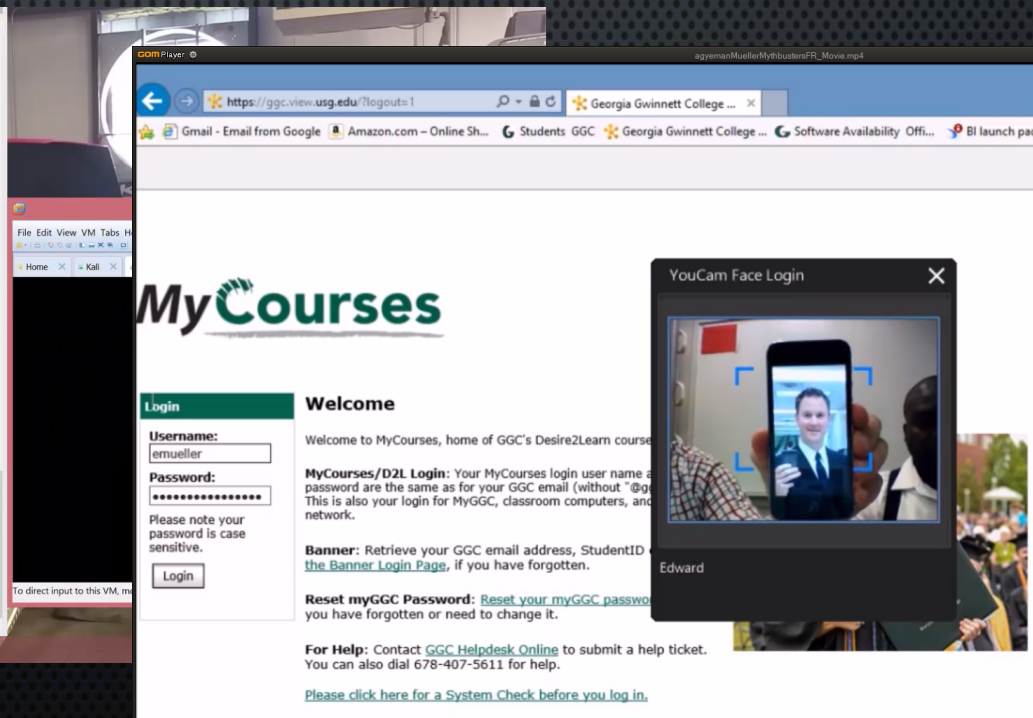 GOM Player
agyemanMuellerMythbustersFR_Movie.mp4
https://ggc.view.usg.edu/?logout=1
Georgia Gwinnett College ...
Gmail - Email from Google
Amazon.com – Online Sh...
Students GGC
Georgia Gwinnett College ...
Software Availability Offi...
BI launch pad
File Edit View VM Tabs
Home
Kali
To direct input to this VM,
MyCourses
YouCam Face Login
Edward
Login
Username:
emueller
Password:
Please note your
password is case
sensitive.
Login
Welcome
Welcome to MyCourses, home of GGC's Desire2Learn course
MyCourses/D2L Login: Your MyCourses login user name
password are the same as for your GGC email (without "@gg
This is also your login for MyGGC, classroom computers, and
network.
Banner: Retrieve your GGC email address, StudentID
the Banner Login Page, if you have forgotten.
Reset myGGC Password: Reset your myGGC passwo
you have forgotten or need to change it.
For Help: Contact GGC Helpdesk Online to submit a help ticket.
You can also dial 678-407-5611 for help.
Please click here for a System Check before you log in.